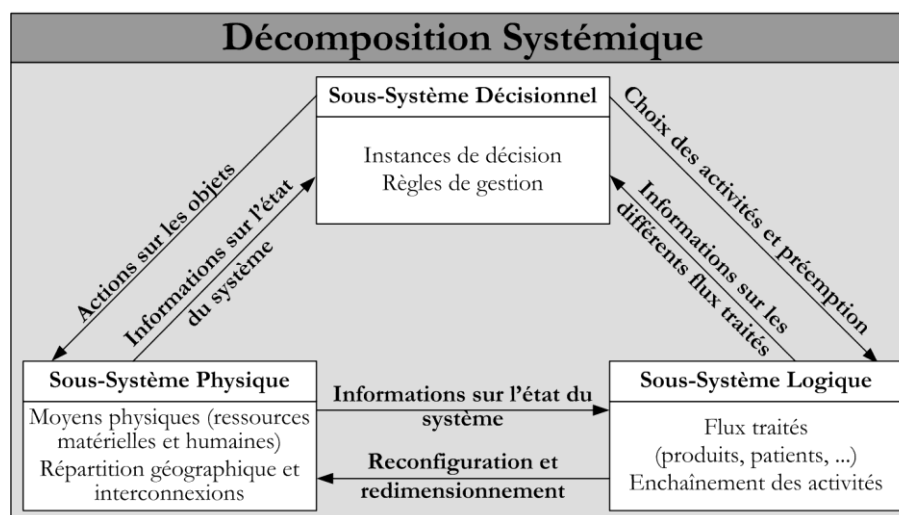 Décomposition Systémique
Sous-Système Décisionnel
Instances de décision
Règles de gestion
Actions sur les objets
Informations sur l'état
du système
Choix des activités et préemption
Informations sur les
différents flux traités
Sous-Système Physique
Moyens physiques (ressources
matérielles et humaines)
Répartition géographique et
interconnexions
Informations sur l'état du
système
Reconfiguration et
redimensionnement
Sous-Système Logique
Flux traités
(produits, patients, ...)
Enchaînement des activités